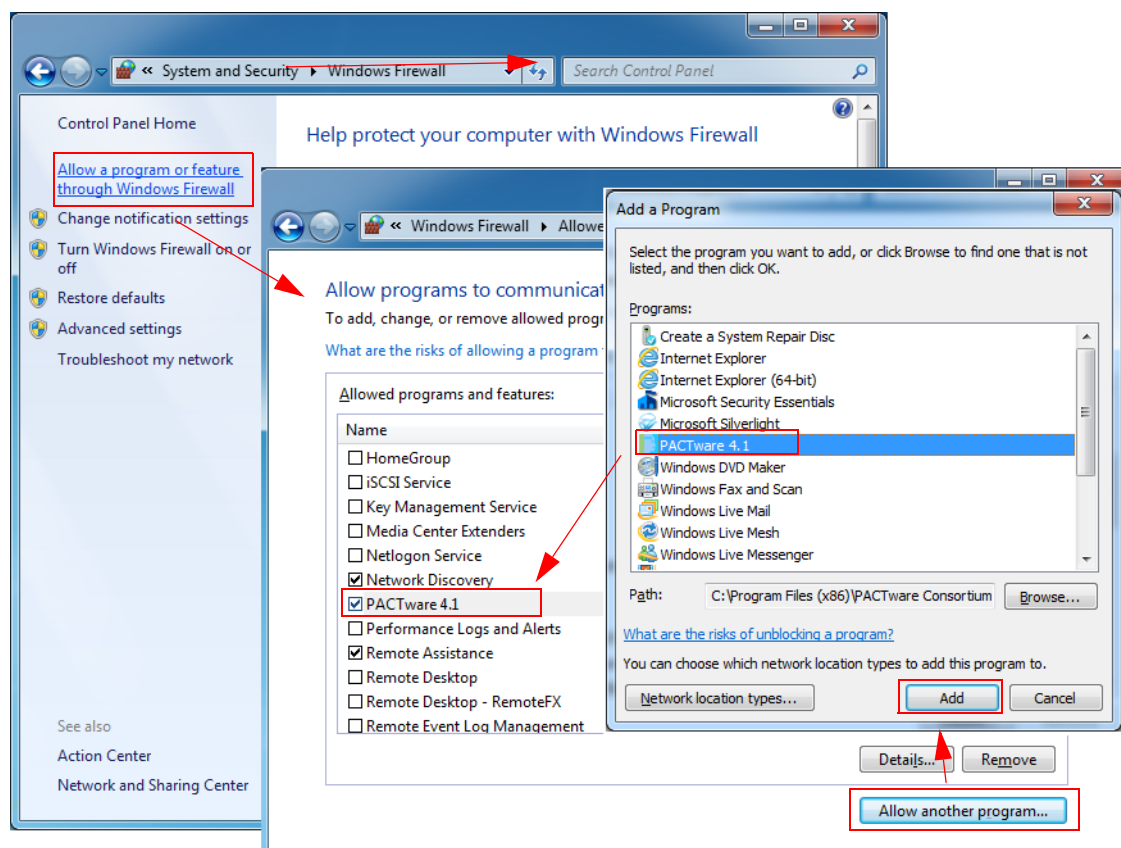 « System and Security ▸ Windows Firewall
Search Control Panel
Control Panel Home
Allow a program or feature
through Windows Firewall
Change notification settings
Turn Windows Firewall on or
off
Restore defaults
Advanced settings
Troubleshoot my network
See also
Action Center
Network and Sharing Center
Help protect your computer with Windows Firewall
« Windows Firewall ▸ Allowe
Allow programs to communicat
To add, change, or remove allowed progr
What are the risks of allowing a program
Allowed programs and features:
Name
HomeGroup
iSCSI Service
Key Management Service
Media Center Extenders
Netlogon Service
Network Discovery
PACTware 4.1
Performance Logs and Alerts
Remote Assistance
Remote Desktop
Remote Desktop - RemoteFX
Remote Event Log Management
Details...
Remove
Allow another program...
Add a Program
Select the program you want to add, or click Browse to find one that is not
listed, and then click OK.
Programs:
Create a System Repair Disc
Internet Explorer
Internet Explorer (64-bit)
Microsoft Security Essentials
Microsoft Silverlight
PACTware 4.1
Windows DVD Maker
Windows Fax and Scan
Windows Live Mail
Windows Live Mesh
Windows Live Messenger
Path:
C:\Program Files (x86)\PACTware Consortium
Browse...
What are the risks of unblocking a program?
You can choose which network location types to add this program to.
Network location types...
Add
Cancel